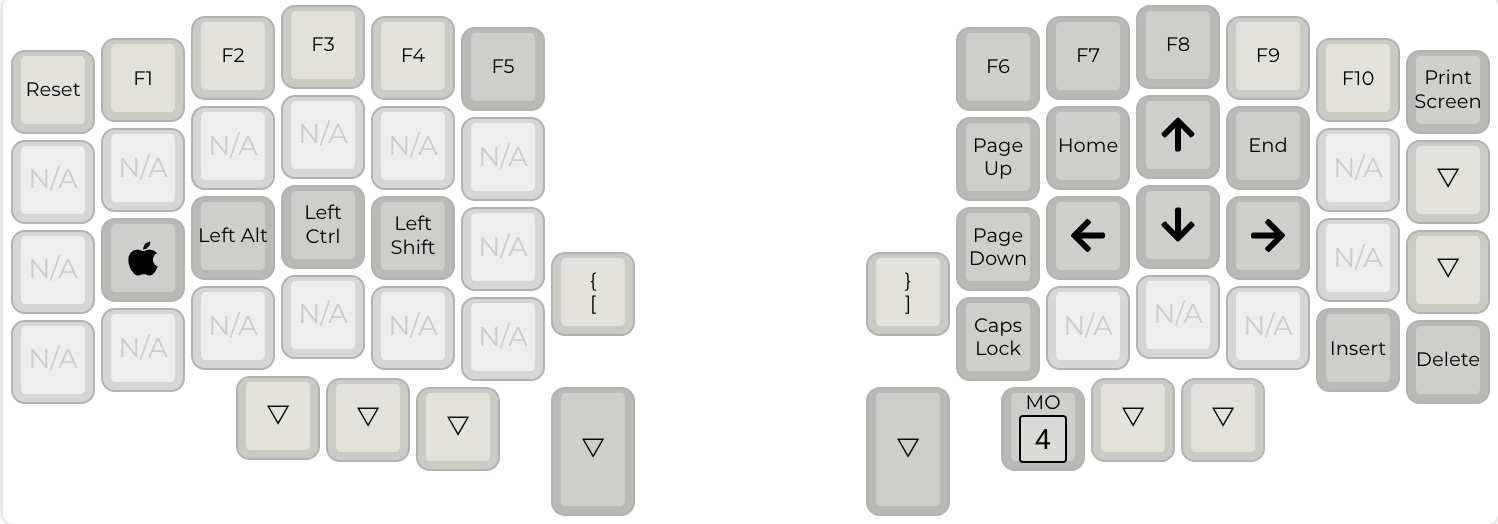 Reset
F1
F2
F3
F4
F5
F6
F7
F8
F9
F10
Print
Screen
N/A
N/A
N/A
N/A
N/A
N/A
Page
Up
Home
↑
End
N/A
▽
N/A
Left Alt
Left
Ctrl
Left
Shift
N/A
{
[
}
]
Page
Down
←
↓
→
N/A
▽
N/A
N/A
N/A
N/A
N/A
N/A
Caps
Lock
N/A
N/A
N/A
Insert
Delete
▽
▽
▽
▽
▽
MO
4
▽
▽